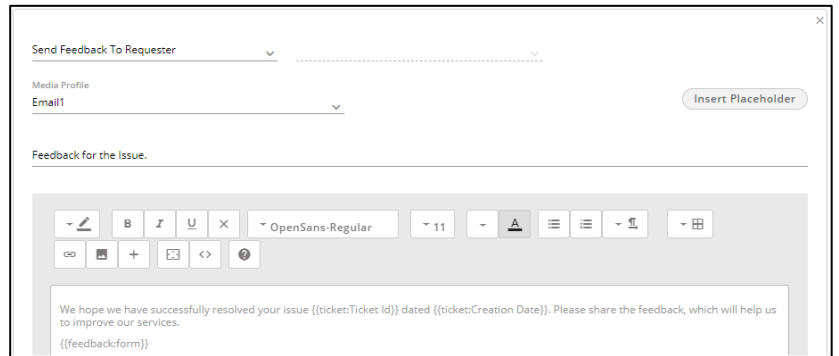 Send Feedback To Requester
Media Profile
Email1
Insert Placeholder
Feedback for the Issue.
B I U OpenSans-Regular 11 A
We hope we have successfully resolved your issue {{ticket:Ticket Id}} dated {{ticket:Creation Date}}. Please share the feedback, which will help us
to improve our services.
{{feedback:form}}